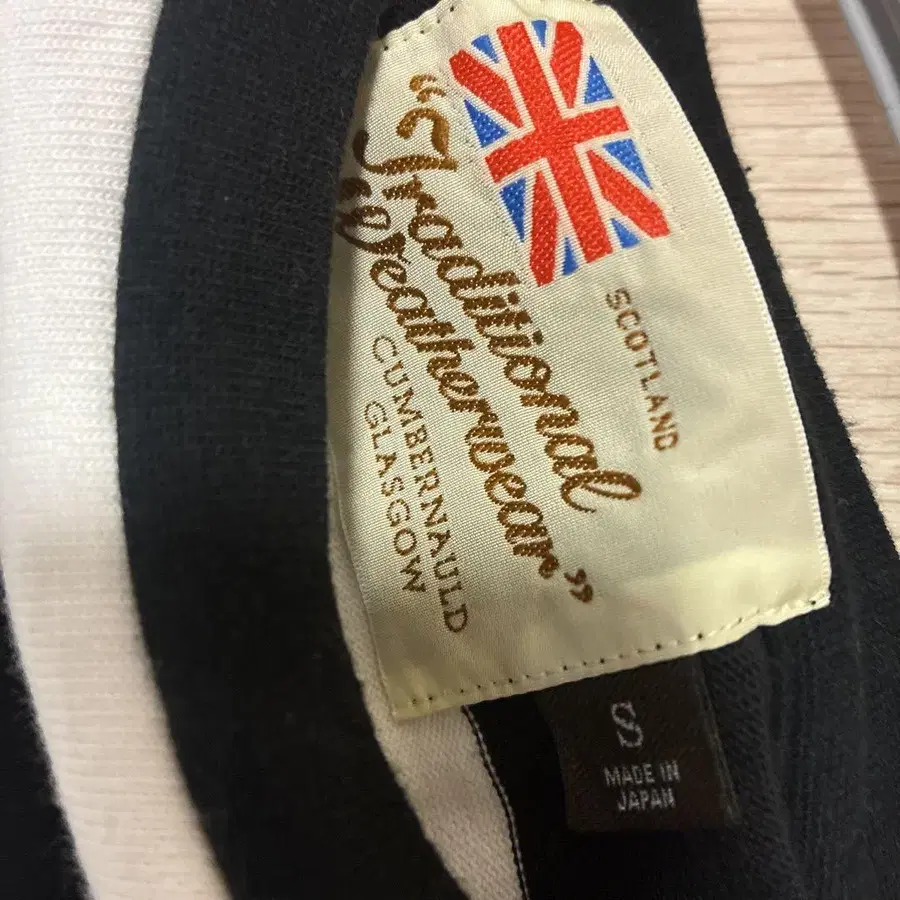 SCOTLAND
"Traditional
Weatherwear"
CUMBERNAULD
GLASGOW
S
MADE IN
JAPAN